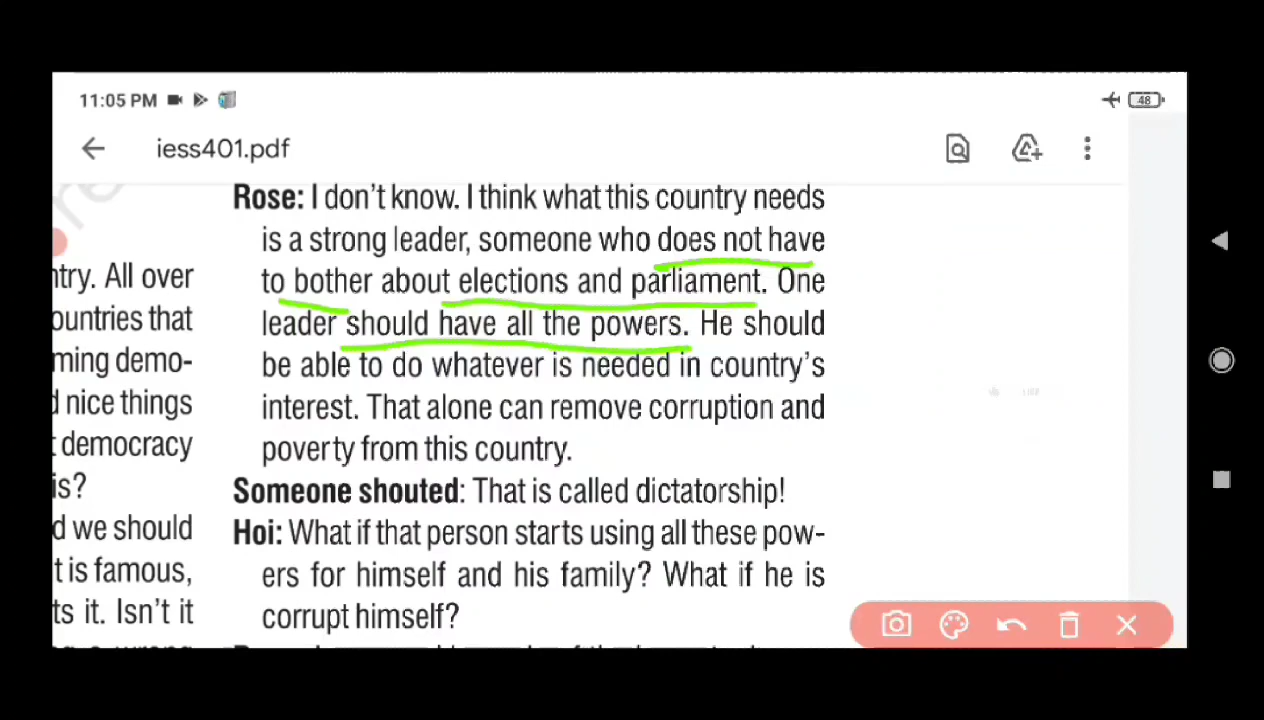 11:05 PM
48
iess401.pdf
ntry. All over
ountries that
ming demo-
d nice things
t democracy
is?
d we should
t is famous,
ts it. Isn't it
Rose: I don't know. I think what this country needs
is a strong leader, someone who does not have
to bother about elections and parliament. One
leader should have all the powers. He should
be able to do whatever is needed in country's
interest. That alone can remove corruption and
poverty from this country.
Someone shouted: That is called dictatorship!
Hoi: What if that person starts using all these pow-
ers for himself and his family? What if he is
corrupt himself?